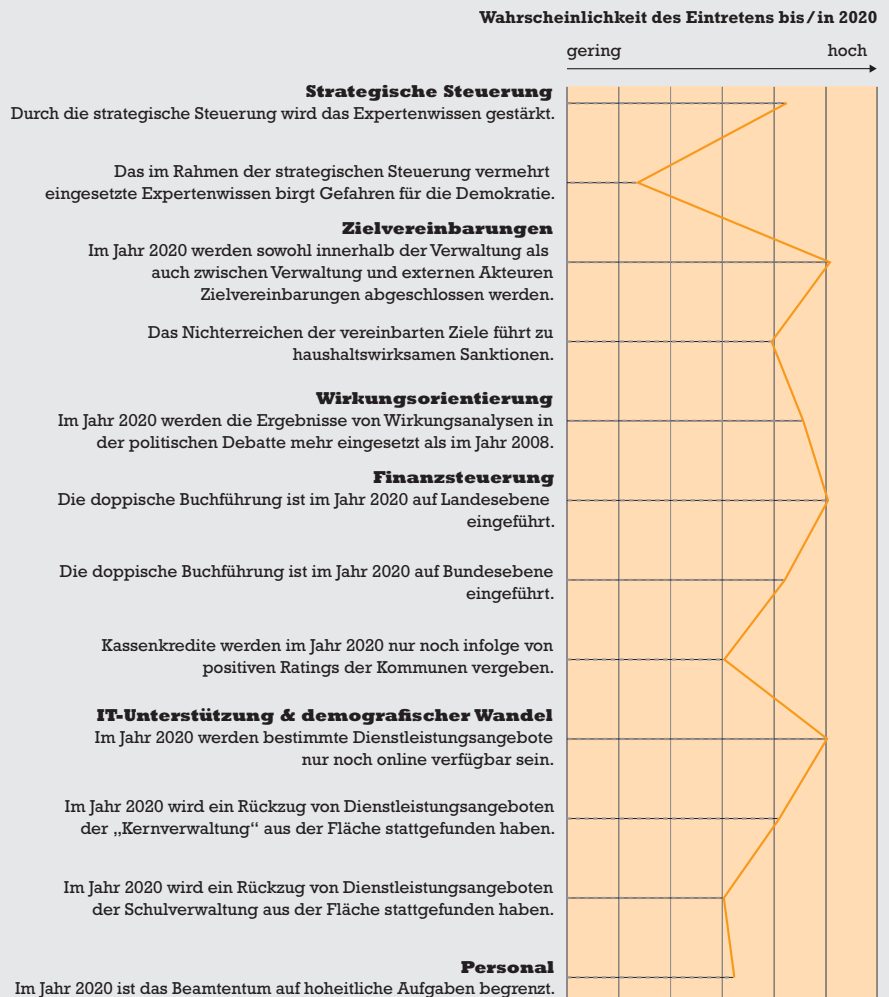 Wahrscheinlichkeit des Eintretens bis/in 2020
gering hoch
Strategische Steuerung
Durch die strategische Steuerung wird das Expertenwissen gestärkt.
Das im Rahmen der strategischen Steuerung vermehrt
eingesetzte Expertenwissen birgt Gefahren für die Demokratie.
Zielvereinbarungen
Im Jahr 2020 werden sowohl innerhalb der Verwaltung als
auch zwischen Verwaltung und externen Akteuren
Zielvereinbarungen abgeschlossen werden.
Das Nichterreichen der vereinbarten Ziele führt zu
haushaltswirksamen Sanktionen.
Wirkungsorientierung
Im Jahr 2020 werden die Ergebnisse von Wirkungsanalysen in
der politischen Debatte mehr eingesetzt als im Jahr 2008.
Finanzsteuerung
Die doppische Buchführung ist im Jahr 2020 auf Landesebene
eingeführt.
Die doppische Buchführung ist im Jahr 2020 auf Bundesebene
eingeführt.
Kassenkredite werden im Jahr 2020 nur noch infolge von
positiven Ratings der Kommunen vergeben.
IT-Unterstützung & demografischer Wandel
Im Jahr 2020 werden bestimmte Dienstleistungsangebote
nur noch online verfügbar sein.
Im Jahr 2020 wird ein Rückzug von Dienstleistungsangeboten
der „Kernverwaltung“ aus der Fläche stattgefunden haben.
Im Jahr 2020 wird ein Rückzug von Dienstleistungsangeboten
der Schulverwaltung aus der Fläche stattgefunden haben.
Personal
Im Jahr 2020 ist das Beamtentum auf hoheitliche Aufgaben begrenzt.